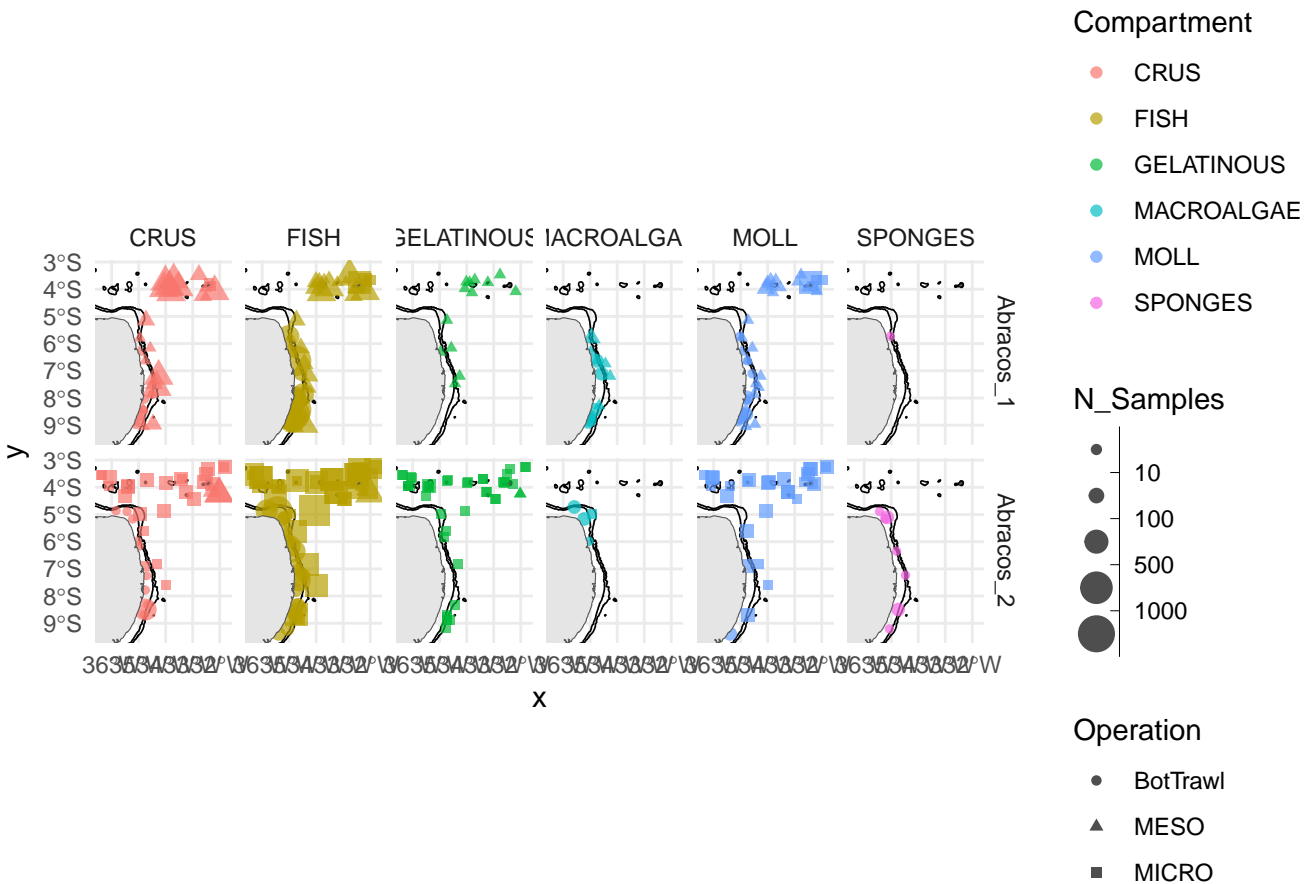 Compartment
CRUS
FISH
GELATINOUS
MACROALGAE
MOLL
SPONGES
N_Samples
10
100
500
1000
Operation
BotTrawl
MESO
MICRO
CRUS
FISH
GELATINOUS
MACROALGA
MOLL
SPONGES
3°S
4°S
5°S
6°S
7°S
8°S
9°S
Abracos_1
3°S
4°S
5°S
6°S
7°S
8°S
9°S
Abracos_2
y
x